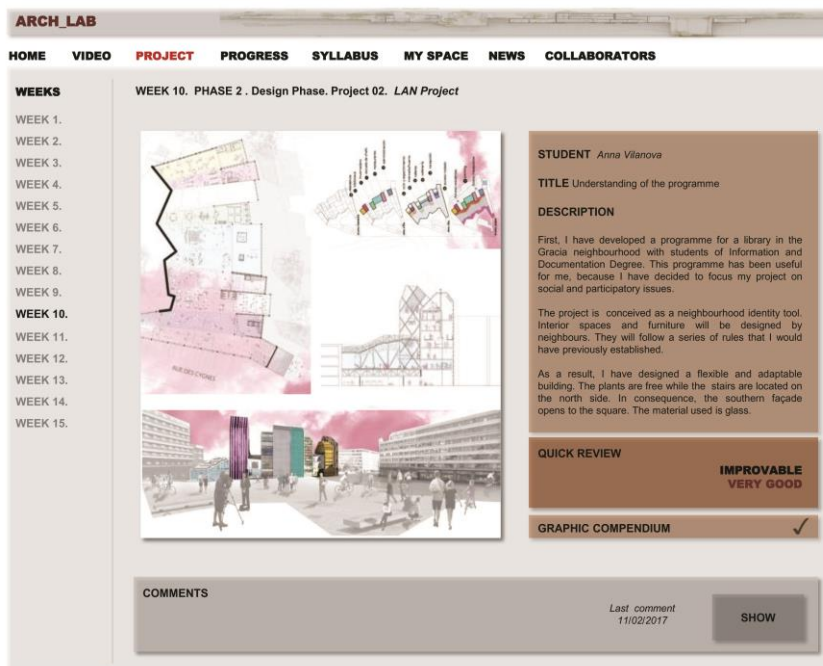 ARCH_LAB
HOME VIDEO PROJECT PROGRESS SYLLABUS MY SPACE NEWS COLLABORATORS
WEEKS
WEEK 1.
WEEK 2.
WEEK 3.
WEEK 4.
WEEK 5.
WEEK 6.
WEEK 7.
WEEK 8.
WEEK 9.
WEEK 10.
WEEK 11.
WEEK 12.
WEEK 13.
WEEK 14.
WEEK 15.
WEEK 10. PHASE 2 . Design Phase. Project 02. LAN Project
RUE DES CYGNES
STUDENT Anna Vilanova
TITLE Understanding of the programme
DESCRIPTION
First, I have developed a programme for a library in the
Gracia neighbourhood with students of Information and
Documentation Degree. This programme has been useful
for me, because I have decided to focus my project on
social and participatory issues.
The project is conceived as a neighbourhood identity tool.
Interior spaces and furniture will be designed by
neighbours. They will follow a series of rules that I would
have previously established.
As a result, I have designed a flexible and adaptable
building. The plants are free while the stairs are located on
the north side. In consequence, the southern façade
opens to the square. The material used is glass.
QUICK REVIEW
IMPROVABLE
VERY GOOD
GRAPHIC COMPENDIUM
COMMENTS
Last comment
11/02/2017
SHOW